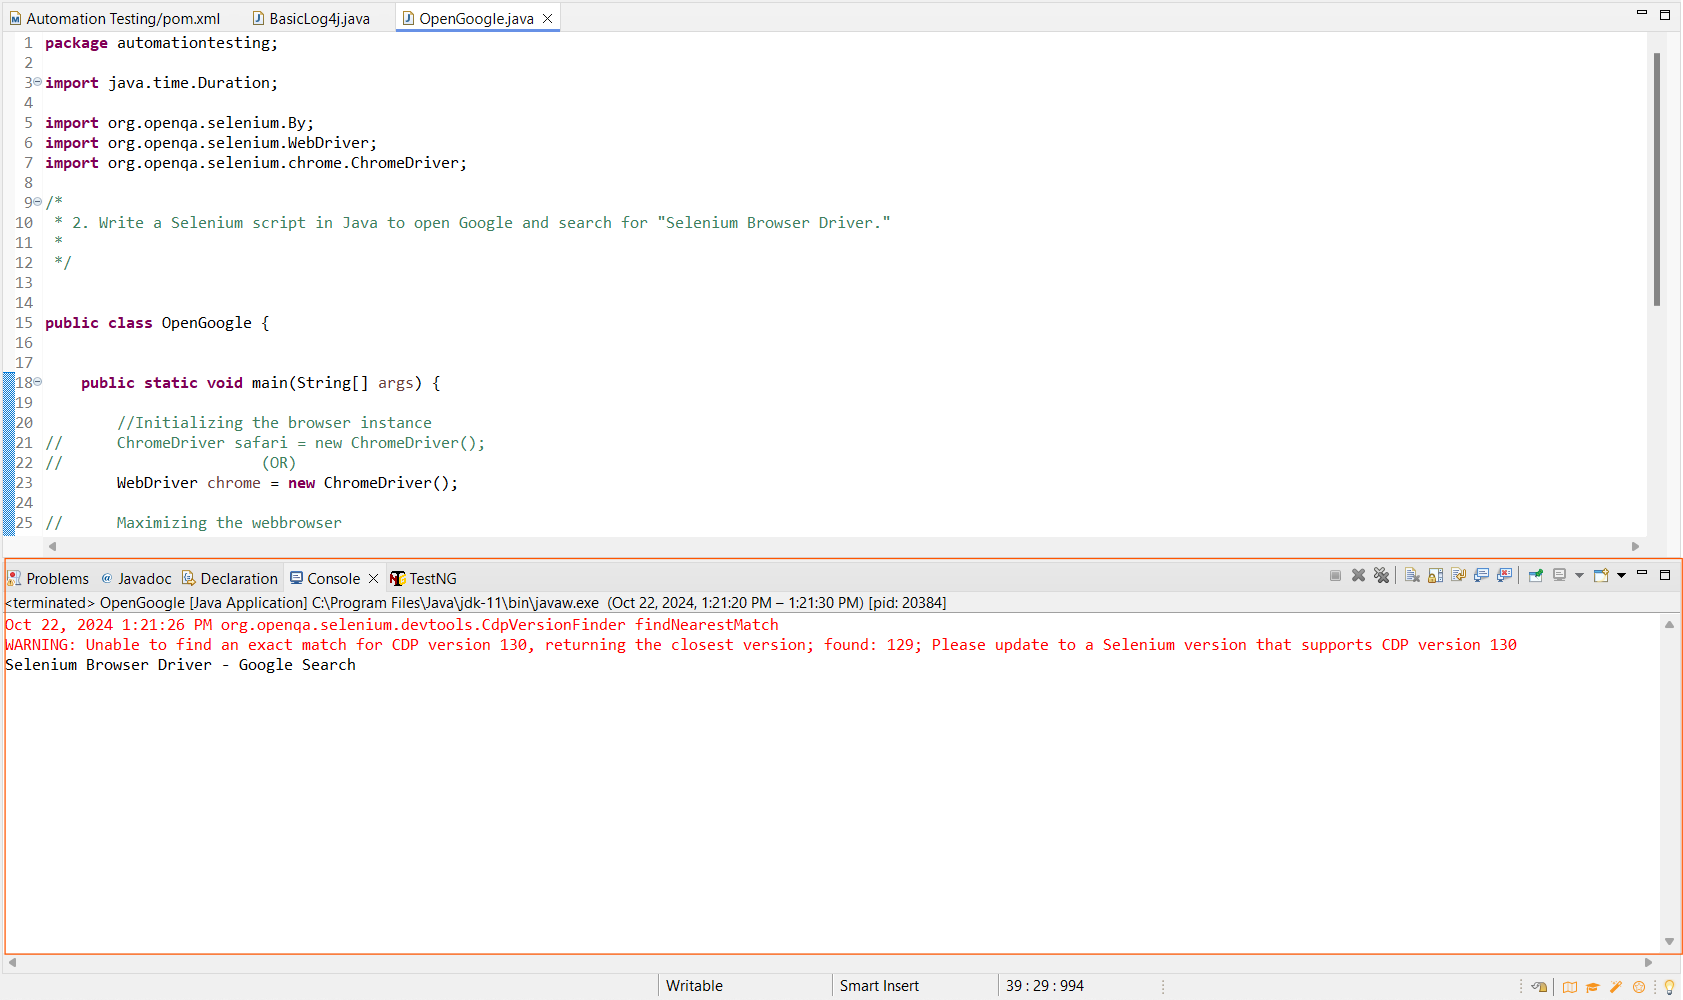 Automation Testing/pom.xml BasicLog4j.java OpenGoogle.java
1 package automationtesting;
2
3 import java.time.Duration;
4
5 import org.openqa.selenium.By;
6 import org.openqa.selenium.WebDriver;
7 import org.openqa.selenium.chrome.ChromeDriver;
8
9 /*
10 * 2. Write a Selenium script in Java to open Google and search for "Selenium Browser Driver."
11 *
12 */
13
14
15 public class OpenGoogle {
16
17
18 public static void main(String[] args) {
19
20 //Initializing the browser instance
21 // ChromeDriver safari = new ChromeDriver();
22 // (OR)
23 WebDriver chrome = new ChromeDriver();
24
25 // Maximizing the webbrowser
Problems @ Javadoc Declaration Console TestNG
<terminated> OpenGoogle [Java Application] C:\Program Files\Java\jdk-11\bin\javaw.exe (Oct 22, 2024, 1:21:20 PM – 1:21:30 PM) [pid: 20384]
Oct 22, 2024 1:21:26 PM org.openqa.selenium.devtools.CdpVersionFinder findNearestMatch
WARNING: Unable to find an exact match for CDP version 130, returning the closest version; found: 129; Please update to a Selenium version that supports CDP version 130
Selenium Browser Driver - Google Search
Writable Smart Insert 39 : 29 : 994